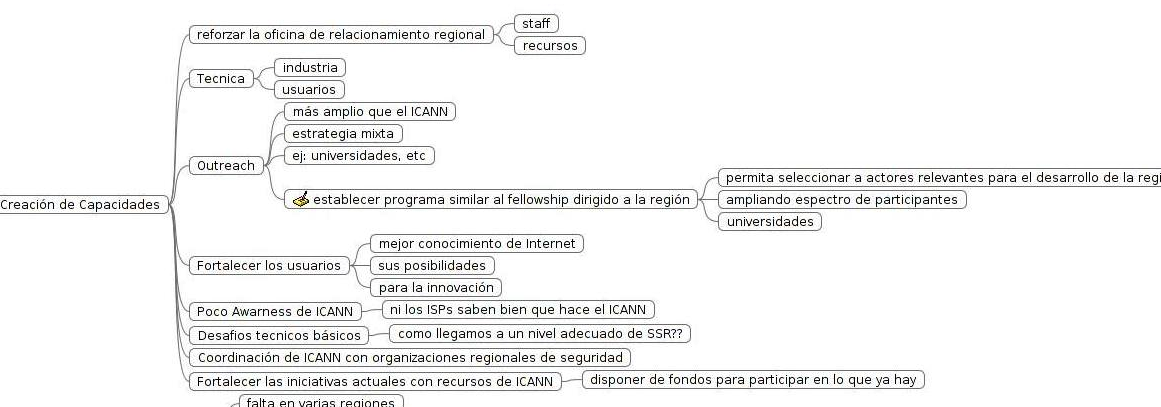 reforzar la oficina de relacionamiento regional
staff
recursos
Tecnica
industria
usuarios
Outreach
más amplio que el ICANN
estrategia mixta
ej: universidades, etc
establecer programa similar al fellowship dirigido a la región
permita seleccionar a actores relevantes para el desarrollo de la regi
ampliando espectro de participantes
universidades
Creación de Capacidades
Fortalecer los usuarios
mejor conocimiento de Internet
sus posibilidades
para la innovación
Poco Awarness de ICANN
ni los ISPs saben bien que hace el ICANN
Desafios tecnicos básicos
como llegamos a un nivel adecuado de SSR??
Coordinación de ICANN con organizaciones regionales de seguridad
Fortalecer las iniciativas actuales con recursos de ICANN
disponer de fondos para participar en lo que ya hay
falta en varias regiones